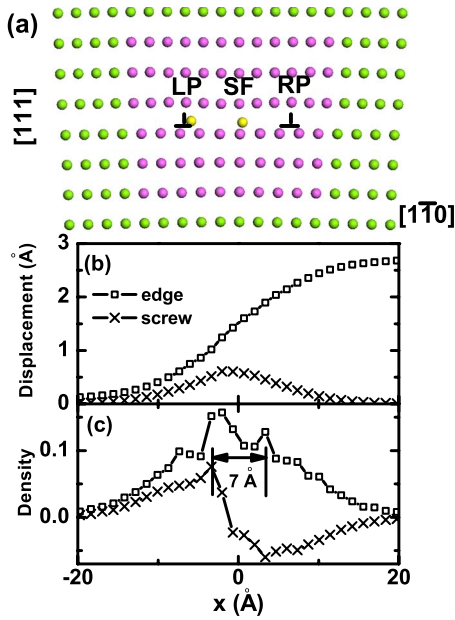 (a)
LP SF RP
[111]
[11̅0]
(b)
edge
screw
Displacement (Å)
3
2
1
0
(c)
7 Å
Density
0.1
0.0
-20 -10 0 10 20
x (Å)